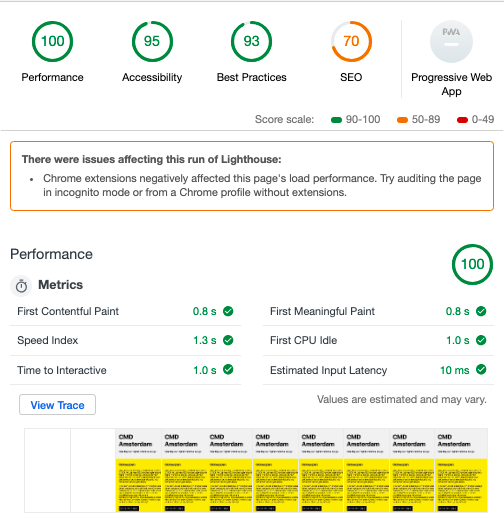 100
95
93
70
PWA
Performance
Accessibility
Best Practices
SEO
Progressive Web
App
Score scale:
90-100
50-89
0-49
There were issues affecting this run of Lighthouse:
• Chrome extensions negatively affected this page's load performance. Try auditing the page
in incognito mode or from a Chrome profile without extensions.
Performance
100
Metrics
First Contentful Paint 0.8 s
First Meaningful Paint 0.8 s
Speed Index 1.3 s
First CPU Idle 1.0 s
Time to Interactive 1.0 s
Estimated Input Latency 10 ms
View Trace
Values are estimated and may vary.
CMD CMD CMD CMD CMD CMD CMD CMD
Amsterdam Amsterdam Amsterdam Amsterdam Amsterdam Amsterdam Amsterdam Amsterdam